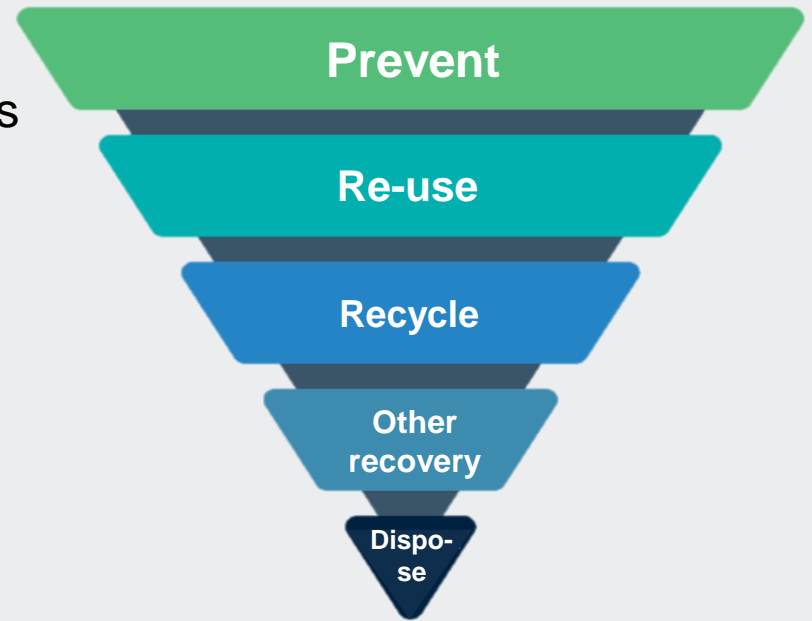 Prevent
s
Re-use
Recycle
Other
recovery
Dispo-
se